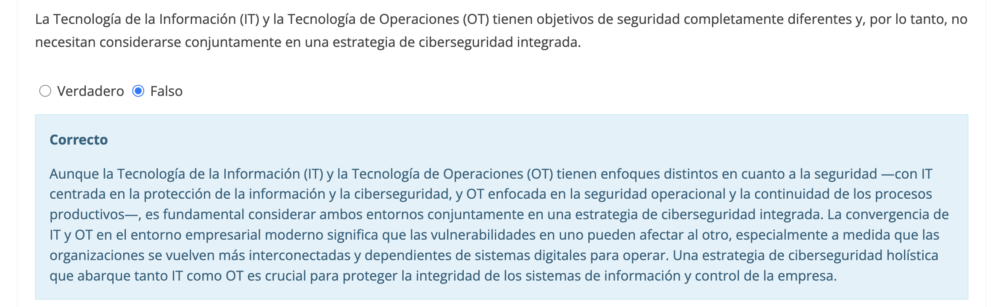 La Tecnología de la Información (IT) y la Tecnología de Operaciones (OT) tienen objetivos de seguridad completamente diferentes y, por lo tanto, no
necesitan considerarse conjuntamente en una estrategia de ciberseguridad integrada.
Verdadero Falso
Correcto
Aunque la Tecnología de la Información (IT) y la Tecnología de Operaciones (OT) tienen enfoques distintos en cuanto a la seguridad —con IT
centrada en la protección de la información y la ciberseguridad, y OT enfocada en la seguridad operacional y la continuidad de los procesos
productivos—, es fundamental considerar ambos entornos conjuntamente en una estrategia de ciberseguridad integrada. La convergencia de
IT y OT en el entorno empresarial moderno significa que las vulnerabilidades en uno pueden afectar al otro, especialmente a medida que las
organizaciones se vuelven más interconectadas y dependientes de sistemas digitales para operar. Una estrategia de ciberseguridad holística
que abarque tanto IT como OT es crucial para proteger la integridad de los sistemas de información y control de la empresa.